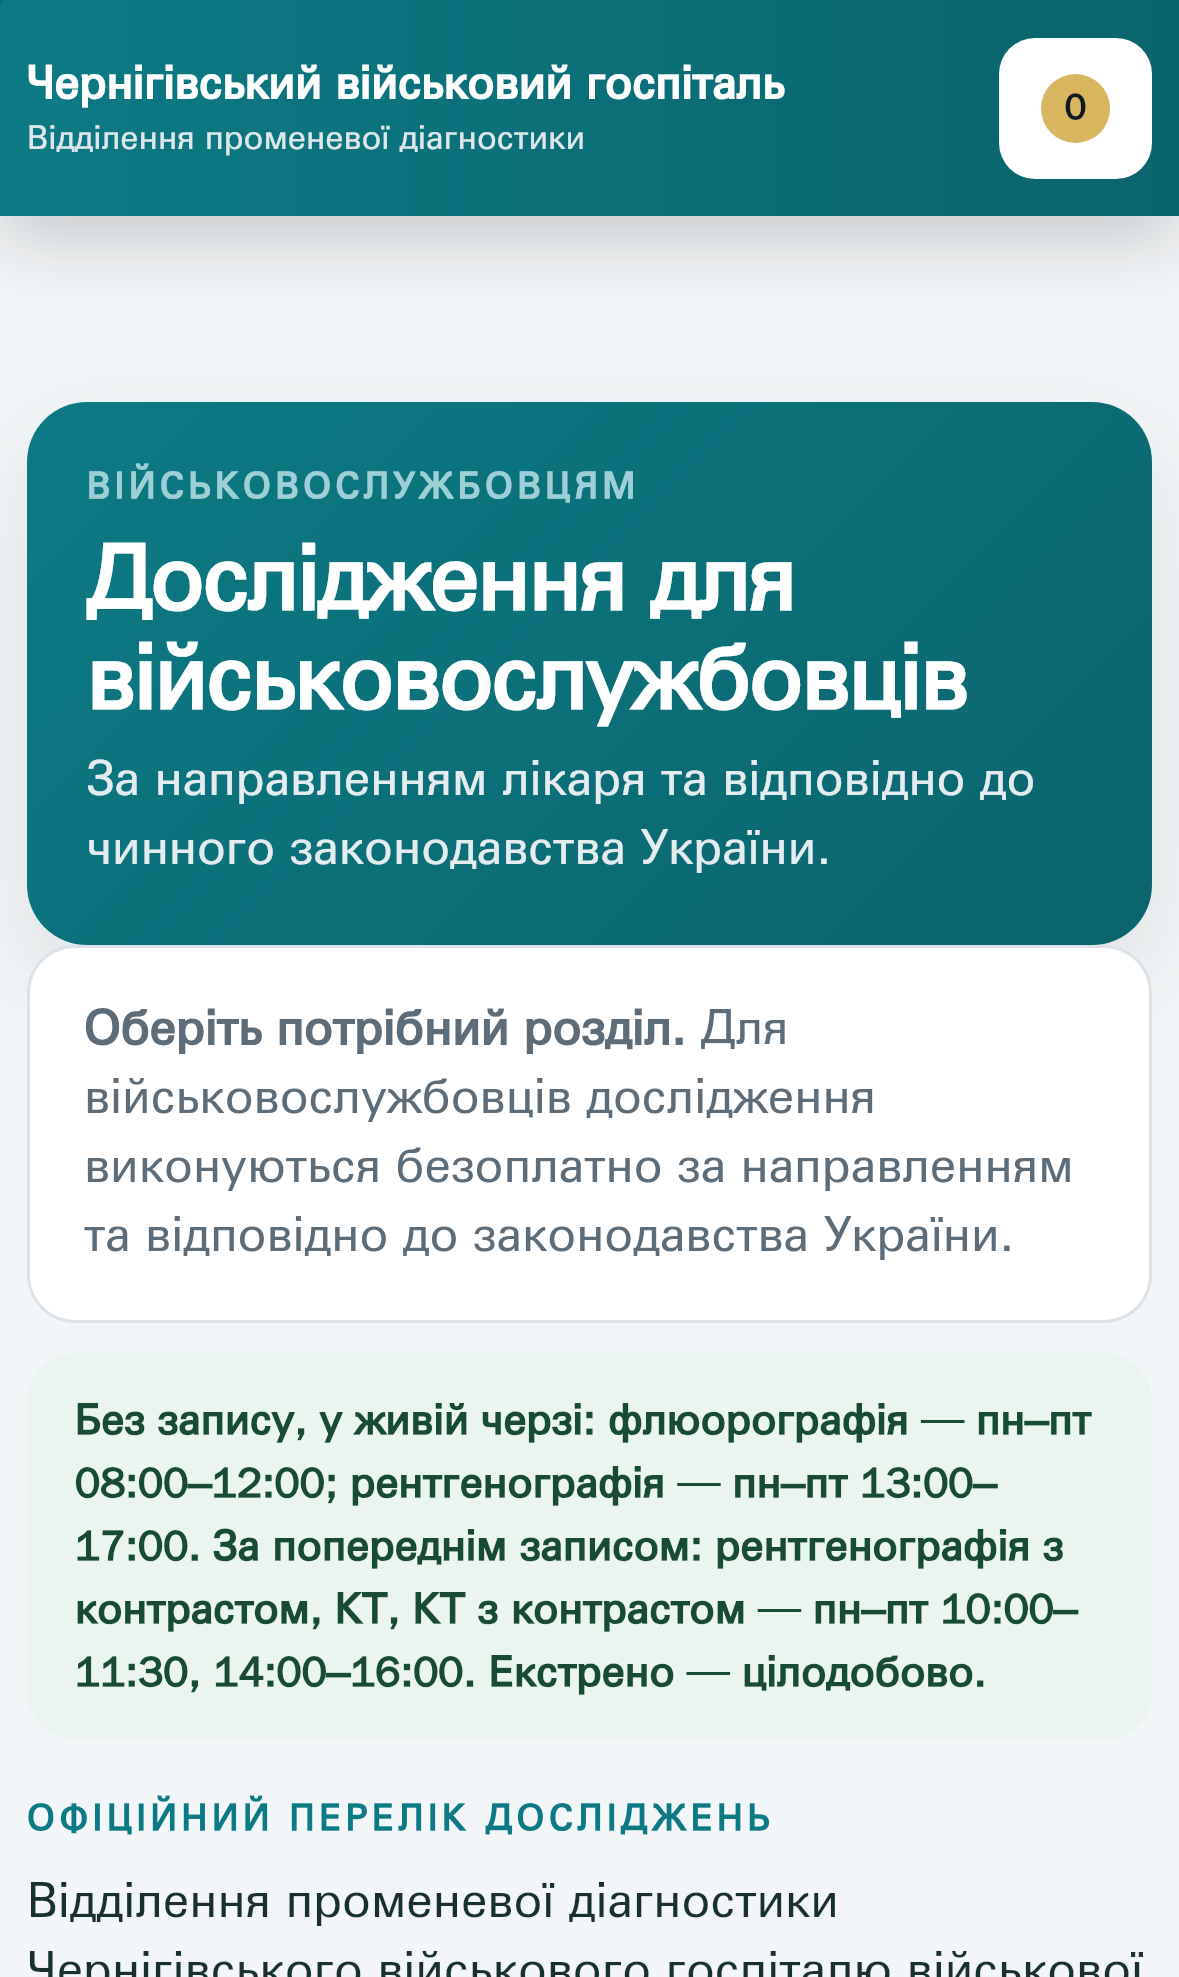 Чернігівський військовий госпіталь
Відділення променевої діагностики
0
ВІЙСЬКОВОСЛУЖБОВЦЯМ
Дослідження для
військовослужбовців
За направленням лікаря та відповідно до
чинного законодавства України.
Оберіть потрібний розділ. Для
військовослужбовців дослідження
виконуються безоплатно за направленням
та відповідно до законодавства України.
Без запису, у живій черзі: флюорографія — пн–пт
08:00–12:00; рентгенографія — пн–пт 13:00–
17:00. За попереднім записом: рентгенографія з
контрастом, КТ, КТ з контрастом — пн–пт 10:00–
11:30, 14:00–16:00. Екстрено — цілодобово.
ОФІЦІЙНИЙ ПЕРЕЛІК ДОСЛІДЖЕНЬ
Відділення променевої діагностики
Чернігівського військового госпіталю військової